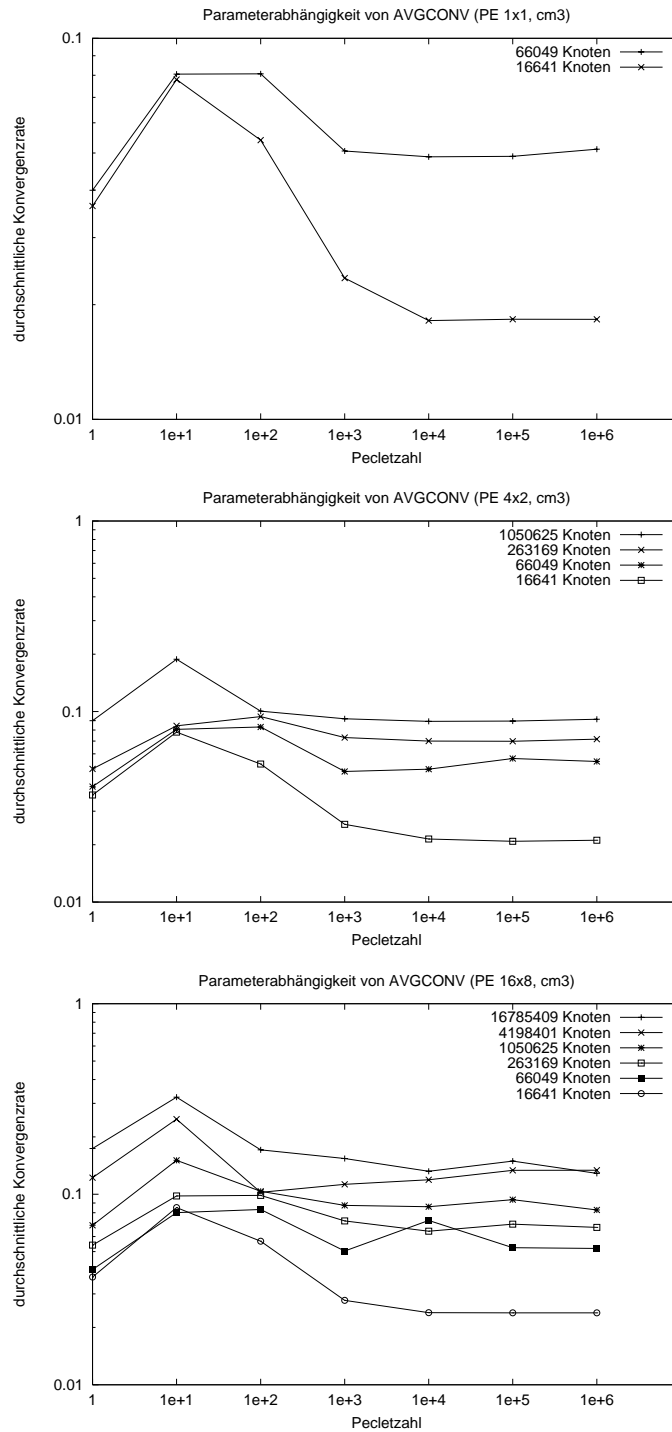 Parameterabhängigkeit von AVGCONV (PE 1x1, cm3)
0.1
66049 Knoten
16641 Knoten
durchschnittliche Konvergenzrate
0.01
1 1e+1 1e+2 1e+3 1e+4 1e+5 1e+6
Pecletzahl
Parameterabhängigkeit von AVGCONV (PE 4x2, cm3)
1
1050625 Knoten
263169 Knoten
66049 Knoten
16641 Knoten
durchschnittliche Konvergenzrate
0.1
0.01
1 1e+1 1e+2 1e+3 1e+4 1e+5 1e+6
Pecletzahl
Parameterabhängigkeit von AVGCONV (PE 16x8, cm3)
1
16785409 Knoten
4198401 Knoten
1050625 Knoten
263169 Knoten
66049 Knoten
16641 Knoten
durchschnittliche Konvergenzrate
0.1
0.01
1 1e+1 1e+2 1e+3 1e+4 1e+5 1e+6
Pecletzahl